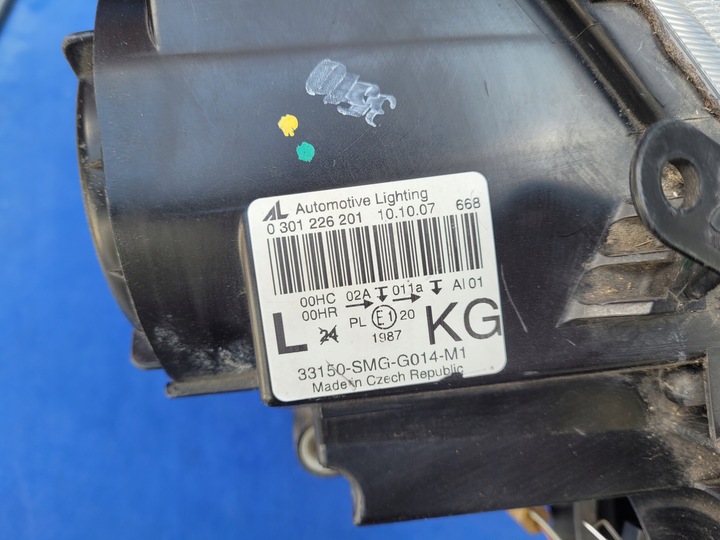 AL Automotive Lighting
0 301 226 201 10.10.07 668
00HC 02A 011a AI 01
00HR
L 24 PL E1 20 KG
1987
33150-SMG-G014-M1
Made in Czech Republic